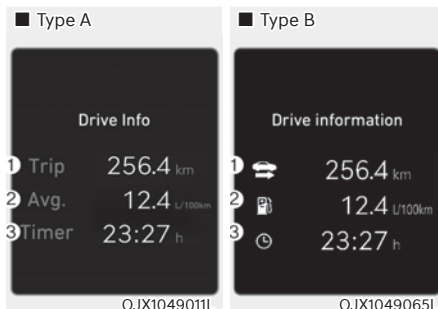 ■ Type A
Drive Info
1 Trip 256.4 km
2 Avg. 12.4 L/100km
3 Timer 23:27 h
OJX1049011L
■ Type B
Drive information
1 256.4 km
2 12.4 L/100km
3 23:27 h
OJX1049065L